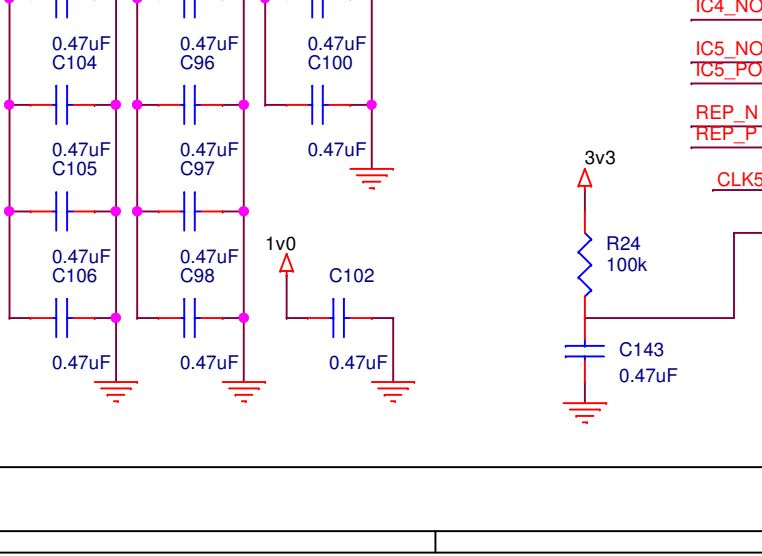 0.47uF
C104
0.47uF
C96
0.47uF
C100
0.47uF
C105
0.47uF
C97
0.47uF
0.47uF
C106
0.47uF
C98
1v0
C102
0.47uF
0.47uF
0.47uF
3v3
R24
100k
C143
0.47uF
IC4_NO
IC5_NO
IC5_PO
REP_N
REP_P
CLK5